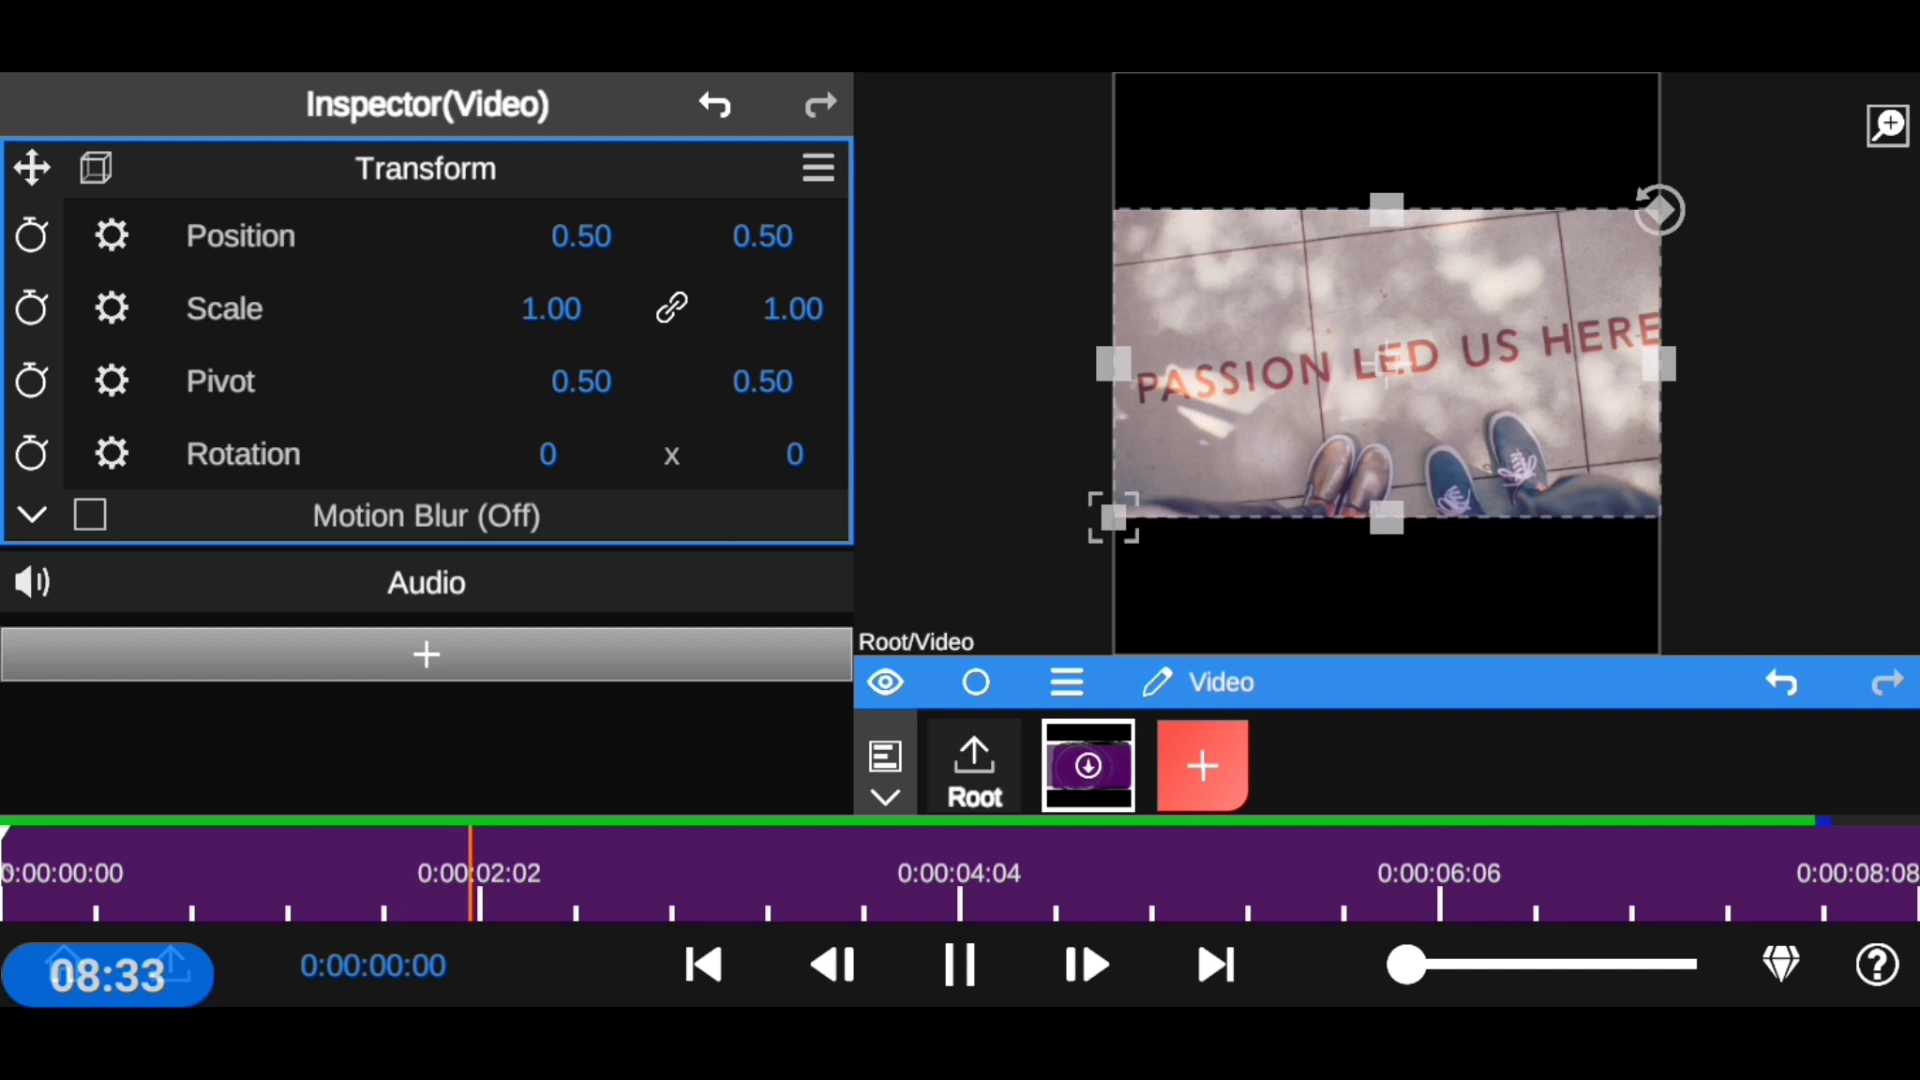 Inspector(Video)
Transform
Position 0.50 0.50
Scale 1.00 1.00
Pivot 0.50 0.50
Rotation 0 x 0
Motion Blur (Off)
Audio
PASSION LED US HERE
Root/Video
Video
Root
0:00:00:00 0:00:02:02 0:00:04:04 0:00:06:06 0:00:08:08
08:33 0:00:00:00